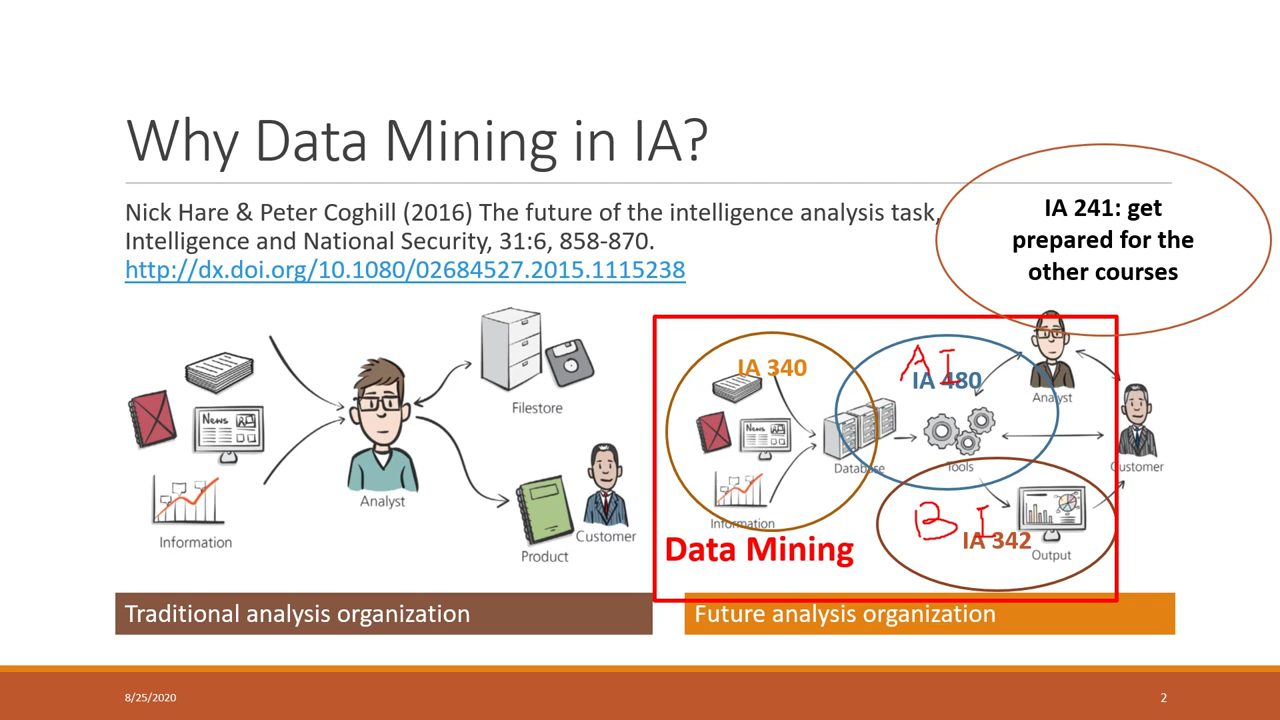 Why Data Mining in IA?
Nick Hare & Peter Coghill (2016) The future of the intelligence analysis task,
Intelligence and National Security, 31:6, 858-870.
http://dx.doi.org/10.1080/02684527.2015.1115238
IA 241: get
prepared for the
other courses
News
Analyst
Information
Filestore
Product
Customer
IA 340
AI
IA 480
News
Database
Tools
Analyst
Customer
Information
BI
IA 342
Output
Data Mining
Traditional analysis organization
Future analysis organization
8/25/2020
2